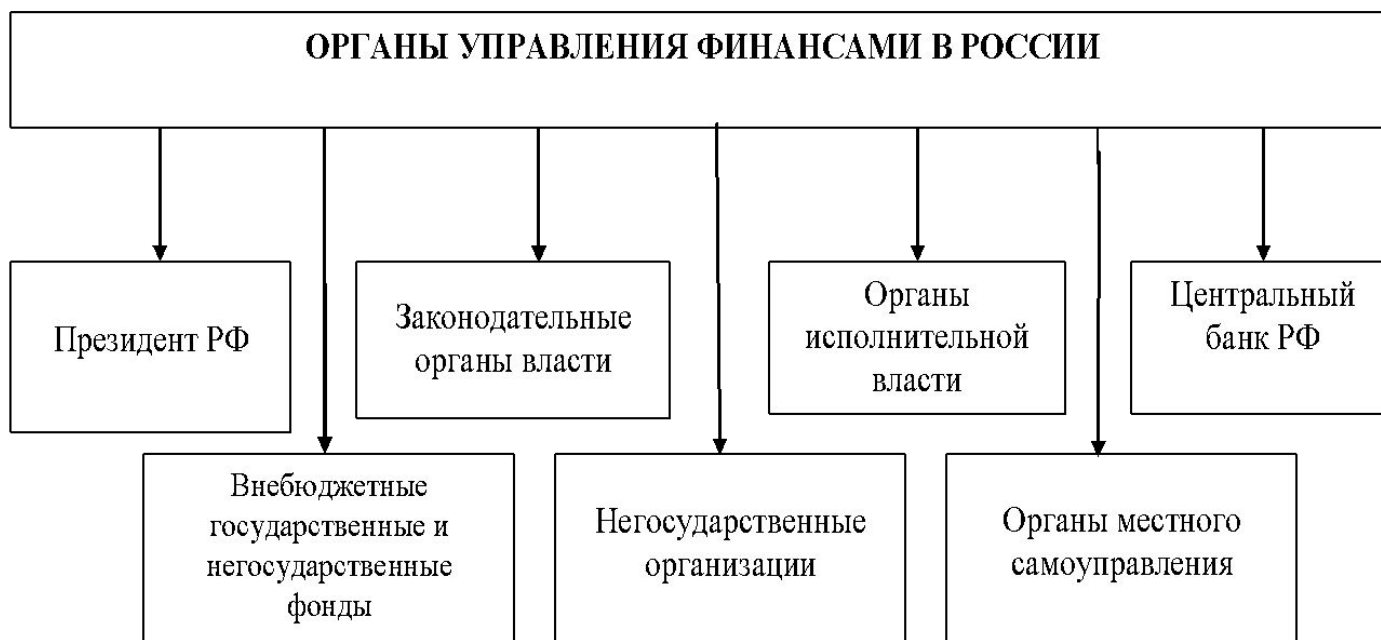 ОРГАНЫ УПРАВЛЕНИЯ ФИНАНСАМИ В РОССИИ
Президент РФ
Законодательные
органы власти
Органы
исполнительной
власти
Центральный
банк РФ
Внебюджетные
государственные и
негосударственные
фонды
Негосударственные
организации
Органы местного
самоуправления